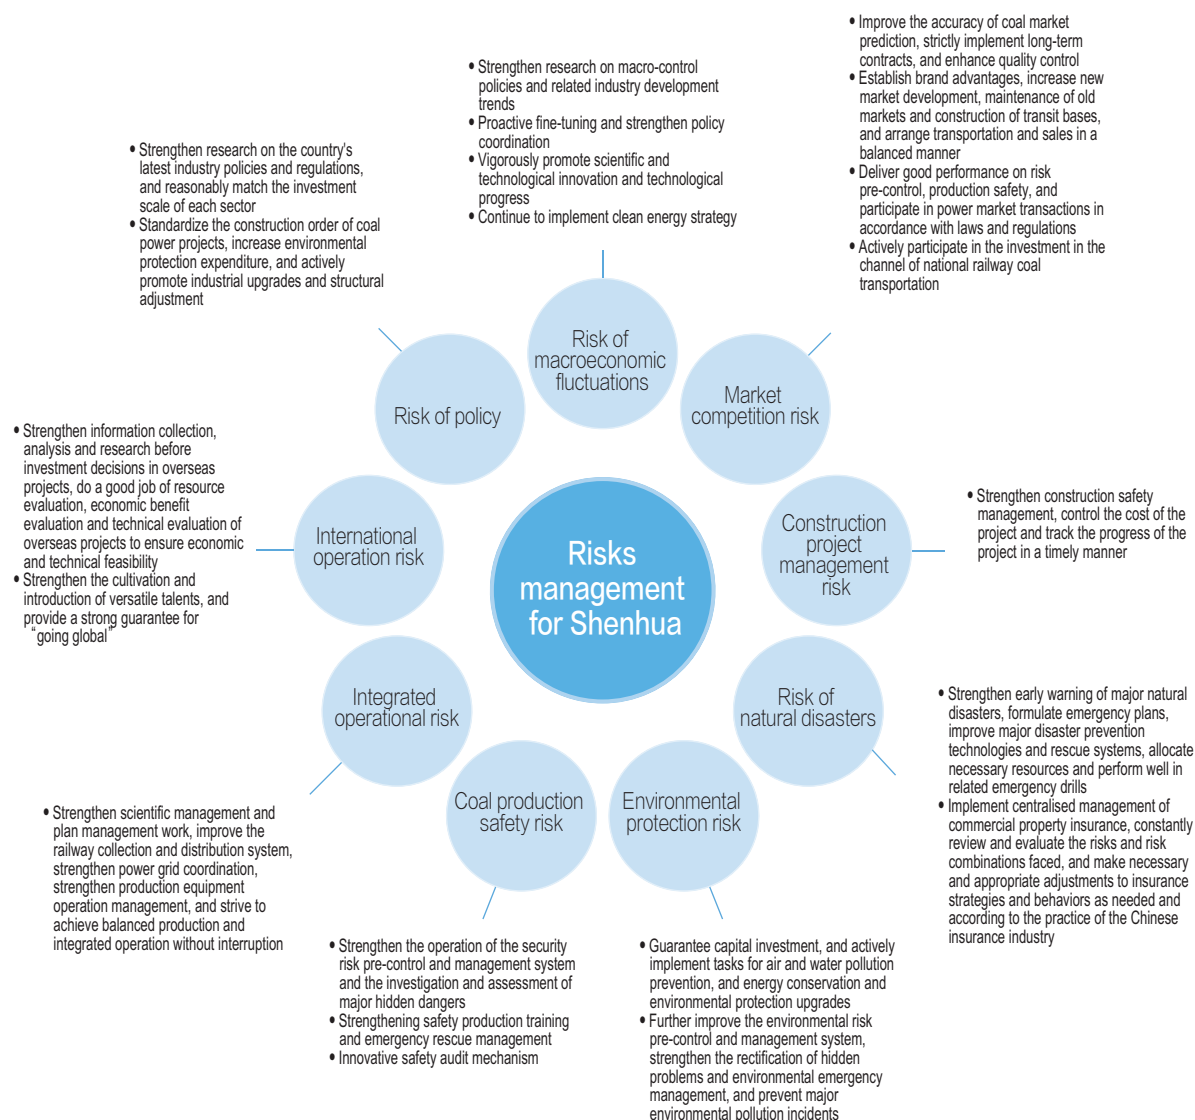 • Improve the accuracy of coal market
prediction, strictly implement long-term
contracts, and enhance quality control
• Establish brand advantages, increase new
market development, maintenance of old
markets and construction of transit bases,
and arrange transportation and sales in a
balanced manner
• Deliver good performance on risk
pre-control, production safety, and
participate in power market transactions in
accordance with laws and regulations
• Actively participate in the investment in the
channel of national railway coal
transportation
• Strengthen research on macro-control
policies and related industry development
trends
• Proactive fine-tuning and strengthen policy
coordination
• Vigorously promote scientific and
technological innovation and technological
progress
• Continue to implement clean energy strategy
• Strengthen research on the country's
latest industry policies and regulations,
and reasonably match the investment
scale of each sector
• Standardize the construction order of coal
power projects, increase environmental
protection expenditure, and actively
promote industrial upgrades and structural
adjustment
Risk of
macroeconomic
fluctuations
Market
competition risk
Risk of policy
• Strengthen information collection,
analysis and research before
investment decisions in overseas
projects, do a good job of resource
evaluation, economic benefit
evaluation and technical evaluation of
overseas projects to ensure economic
and technical feasibility
• Strengthen the cultivation and
introduction of versatile talents, and
provide a strong guarantee for
“going global”
International
operation risk
Risks
management
for Shenhua
Construction
project
management
risk
• Strengthen construction safety
management, control the cost of the
project and track the progress of the
project in a timely manner
Integrated
operational risk
Risk of
natural disasters
• Strengthen early warning of major natural
disasters, formulate emergency plans,
improve major disaster prevention
technologies and rescue systems, allocate
necessary resources and perform well in
related emergency drills
• Implement centralised management of
commercial property insurance, constantly
review and evaluate the risks and risk
combinations faced, and make necessary
and appropriate adjustments to insurance
strategies and behaviors as needed and
according to the practice of the Chinese
insurance industry
Coal production
safety risk
Environmental
protection risk
• Strengthen scientific management and
plan management work, improve the
railway collection and distribution system,
strengthen power grid coordination,
strengthen production equipment
operation management, and strive to
achieve balanced production and
integrated operation without interruption
• Strengthen the operation of the security
risk pre-control and management system
and the investigation and assessment of
major hidden dangers
• Strengthening safety production training
and emergency rescue management
• Innovative safety audit mechanism
• Guarantee capital investment, and actively
implement tasks for air and water pollution
prevention, and energy conservation and
environmental protection upgrades
• Further improve the environmental risk
pre-control and management system,
strengthen the rectification of hidden
problems and environmental emergency
management, and prevent major
environmental pollution incidents